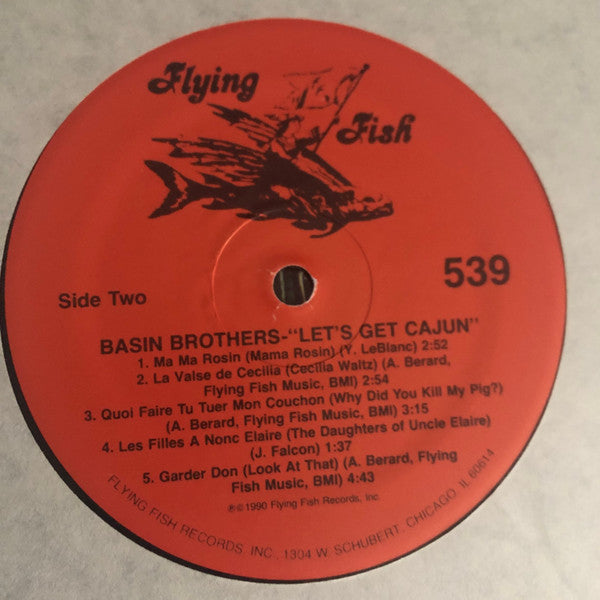 Flying
Fish
539
Side Two
BASIN BROTHERS-"LET'S GET CAJUN"
1. Ma Ma Rosin (Mama Rosin) (Y. LeBlanc) 2:52
2. La Valse de Cecilia (Cecilia Waltz) (A. Berard,
Flying Fish Music, BMI) 2:54
3. Quoi Faire Tu Tuer Mon Couchon (Why Did You Kill My Pig?)
(A. Berard, Flying Fish Music, BMI) 3:15
4. Les Filles A Nonc Elaire (The Daughters of Uncle Elaire)
(J. Falcon) 1:37
5. Garder Don (Look At That) (A. Berard, Flying
Fish Music, BMI) 4:43
℗©1990 Flying Fish Records, Inc.
FLYING FISH RECORDS, INC., 1304 W. SCHUBERT, CHICAGO, IL 60614